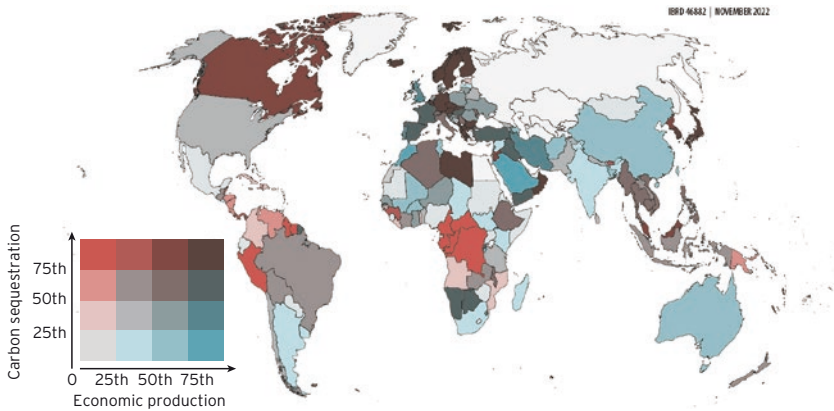 IBRD 46882 | NOVEMBER 2022
Carbon sequestration
75th
50th
25th
0 25th 50th 75th
Economic production